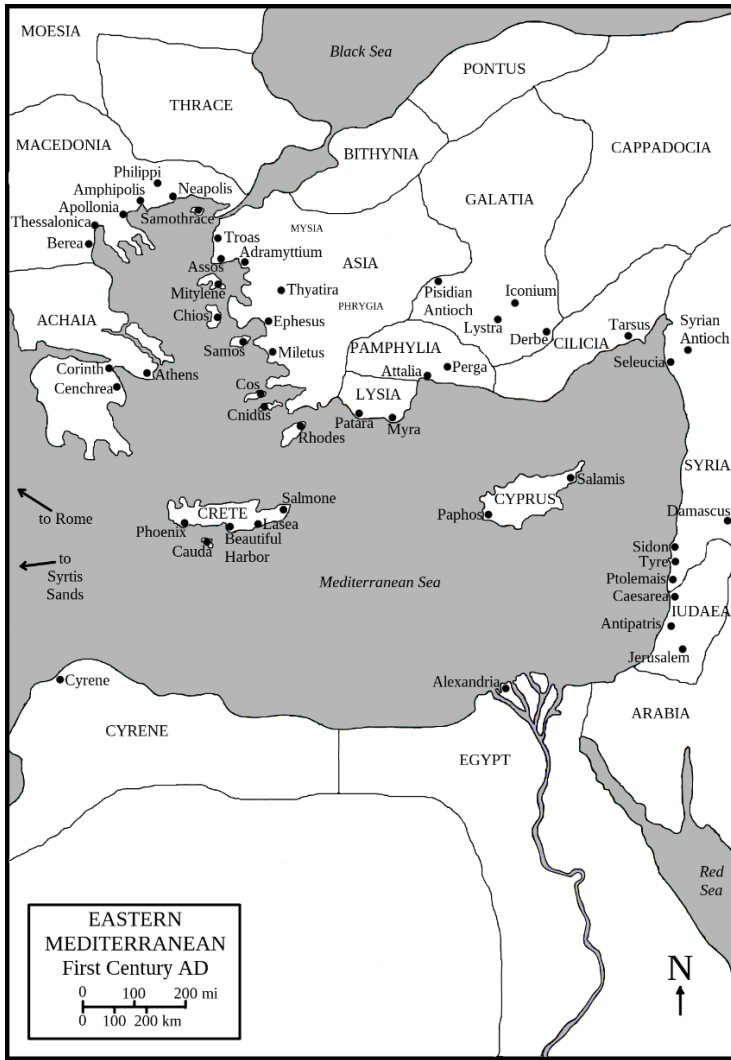 MOESIA
Black Sea
PONTUS
THRACE
MACEDONIA
BITHYNIA
CAPPADOCIA
Philippi
Amphipolis
Neapolis
Apollonia
Samothrace
Thessalonica
Berea
GALATIA
MYSIA
Troas
Adramyttium
Assos
ASIA
Mitylene
Thyatira
PHRYGIA
Pisidian
Antioch
Iconium
Lystra
Derbe
Chios
Ephesus
ACHAIA
Samos
Miletus
PAMPHYLIA
CILICIA
Tarsus
Syrian
Antioch
Seleucia
Corinth
Athens
Cenchrea
Perga
Attalia
Cos
Cnidus
LYSIA
Rhodes
Patara
Myra
SYRIA
Salamis
CYPRUS
Paphos
Salmone
CRETE
Phoenix
Lasea
Beautiful
Harbor
Cauda
to Rome
to
Syrtis
Sands
Mediterranean Sea
Damascus
Sidon
Tyre
Ptolemais
Caesarea
IUDAEA
Antipatris
Jerusalem
Cyrene
Alexandria
ARABIA
CYRENE
EGYPT
Red
Sea
EASTERN
MEDITERRANEAN
First Century AD
0 100 200 mi
0 100 200 km
N